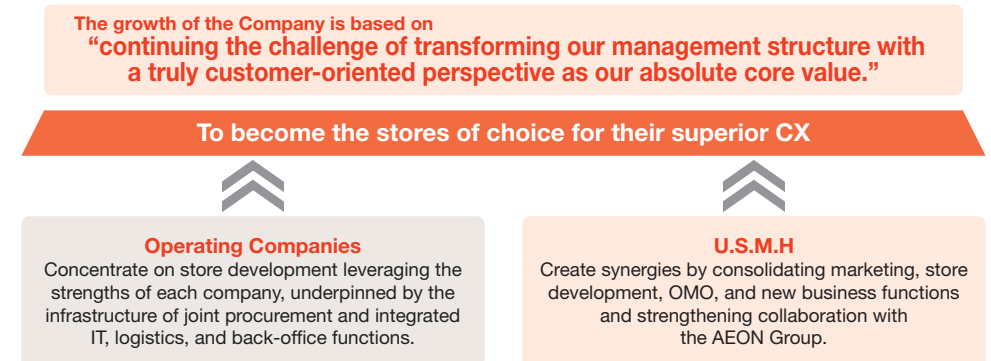 The growth of the Company is based on
“continuing the challenge of transforming our management structure with
a truly customer-oriented perspective as our absolute core value.”
To become the stores of choice for their superior CX
Operating Companies
Concentrate on store development leveraging the
strengths of each company, underpinned by the
infrastructure of joint procurement and integrated
IT, logistics, and back-office functions.
U.S.M.H
Create synergies by consolidating marketing, store
development, OMO, and new business functions
and strengthening collaboration with
the AEON Group.